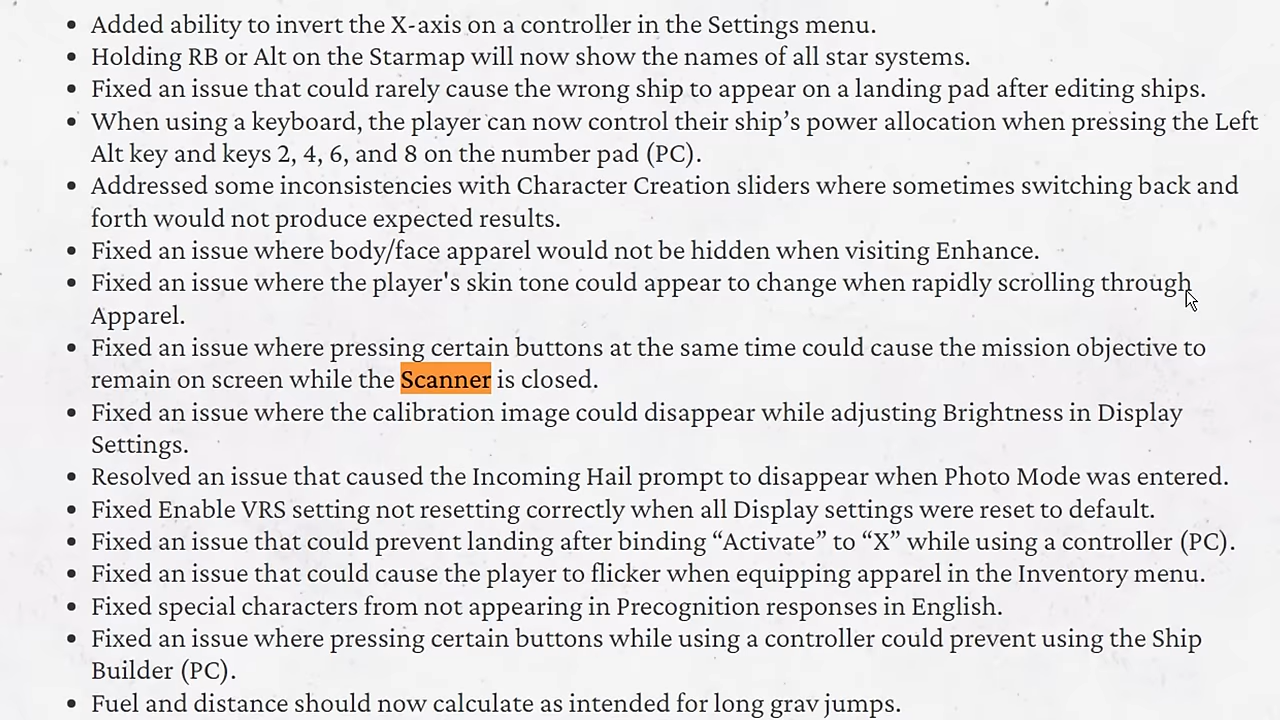 • Added ability to invert the X-axis on a controller in the Settings menu.
• Holding RB or Alt on the Starmap will now show the names of all star systems.
• Fixed an issue that could rarely cause the wrong ship to appear on a landing pad after editing ships.
• When using a keyboard, the player can now control their ship’s power allocation when pressing the Left
Alt key and keys 2, 4, 6, and 8 on the number pad (PC).
• Addressed some inconsistencies with Character Creation sliders where sometimes switching back and
forth would not produce expected results.
• Fixed an issue where body/face apparel would not be hidden when visiting Enhance.
• Fixed an issue where the player's skin tone could appear to change when rapidly scrolling through
Apparel.
• Fixed an issue where pressing certain buttons at the same time could cause the mission objective to
remain on screen while the Scanner is closed.
• Fixed an issue where the calibration image could disappear while adjusting Brightness in Display
Settings.
• Resolved an issue that caused the Incoming Hail prompt to disappear when Photo Mode was entered.
• Fixed Enable VRS setting not resetting correctly when all Display settings were reset to default.
• Fixed an issue that could prevent landing after binding “Activate” to “X” while using a controller (PC).
• Fixed an issue that could cause the player to flicker when equipping apparel in the Inventory menu.
• Fixed special characters from not appearing in Precognition responses in English.
• Fixed an issue where pressing certain buttons while using a controller could prevent using the Ship
Builder (PC).
• Fuel and distance should now calculate as intended for long grav jumps.